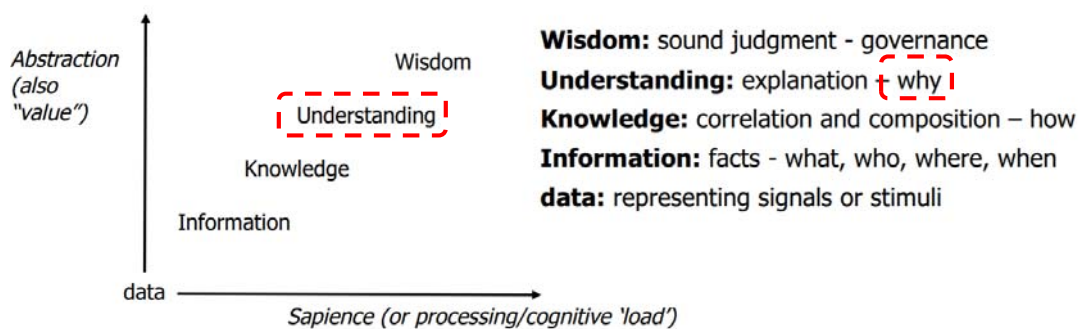 Abstraction
(also
"value")
Wisdom
Understanding
Knowledge
Information
data
Sapience (or processing/cognitive 'load')
Wisdom: sound judgment - governance
Understanding: explanation – why
Knowledge: correlation and composition – how
Information: facts - what, who, where, when
data: representing signals or stimuli